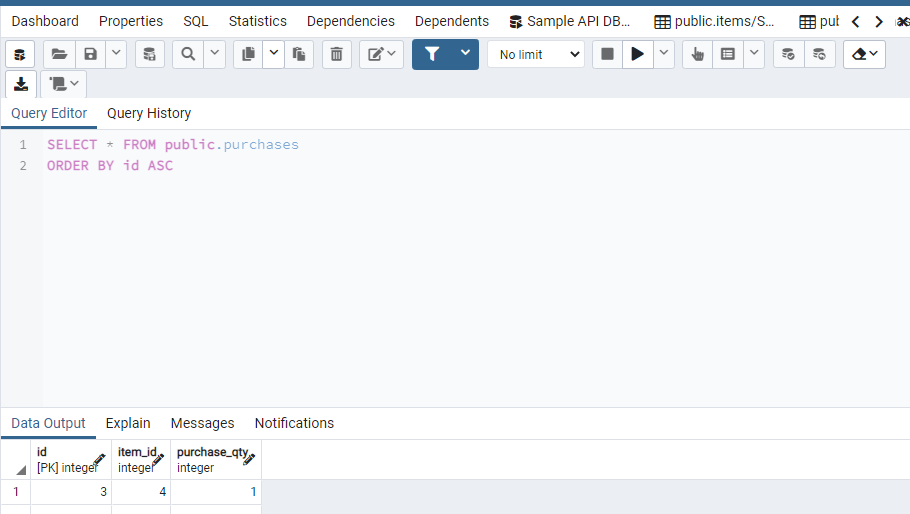 Dashboard Properties SQL Statistics Dependencies Dependents Sample API DB... public.items/S... pub
No limit
Query Editor Query History
1 SELECT * FROM public.purchases
2 ORDER BY id ASC
Data Output Explain Messages Notifications
id item_id purchase_qty
[PK] integer integer integer
1 3 4 1